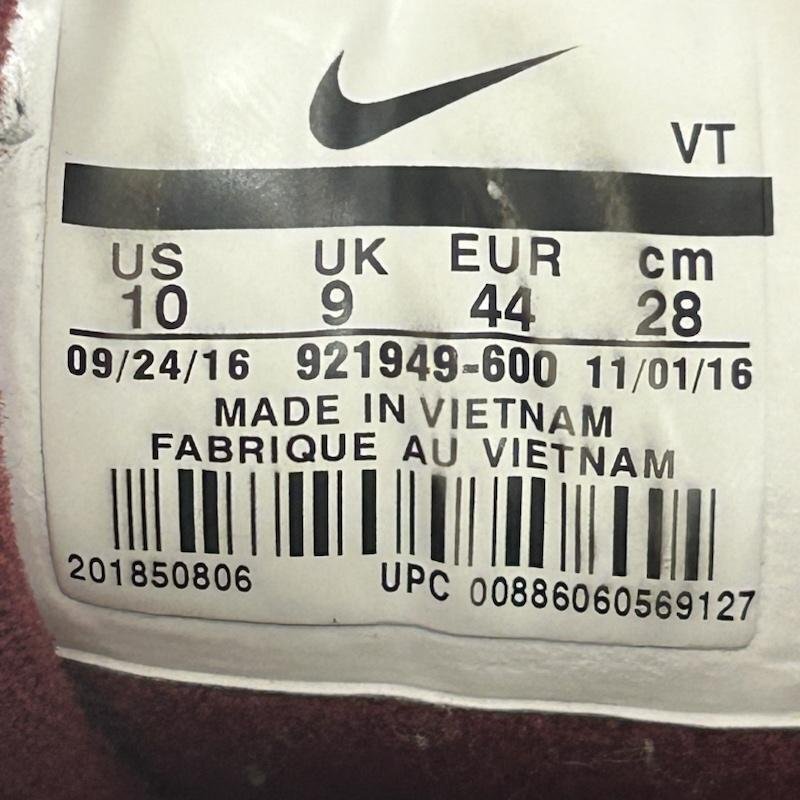 VT
US UK EUR cm
10 9 44 28
09/24/16 921949-600 11/01/16
MADE IN VIETNAM
FABRIQUE AU VIETNAM
201850806 UPC 00886060569127